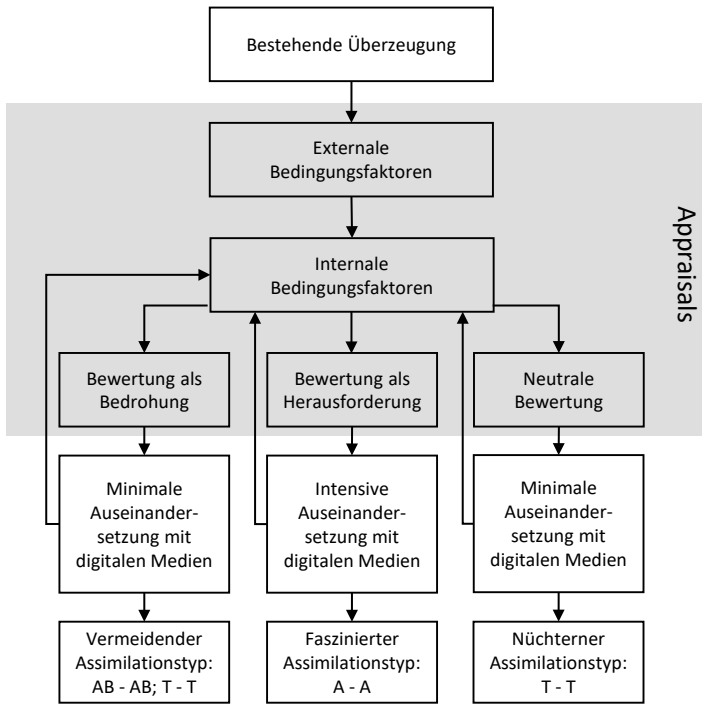 Bestehende Überzeugung
Externale
Bedingungsfaktoren
Internale
Bedingungsfaktoren
Appraisals
Bewertung als
Bedrohung
Bewertung als
Herausforderung
Neutrale
Bewertung
Minimale
Auseinander-
setzung mit
digitalen Medien
Intensive
Auseinander-
setzung mit
digitalen Medien
Minimale
Auseinander-
setzung mit
digitalen Medien
Vermeidender
Assimilationstyp:
AB - AB; T - T
Faszinierter
Assimilationstyp:
A - A
Nüchterner
Assimilationstyp:
T - T